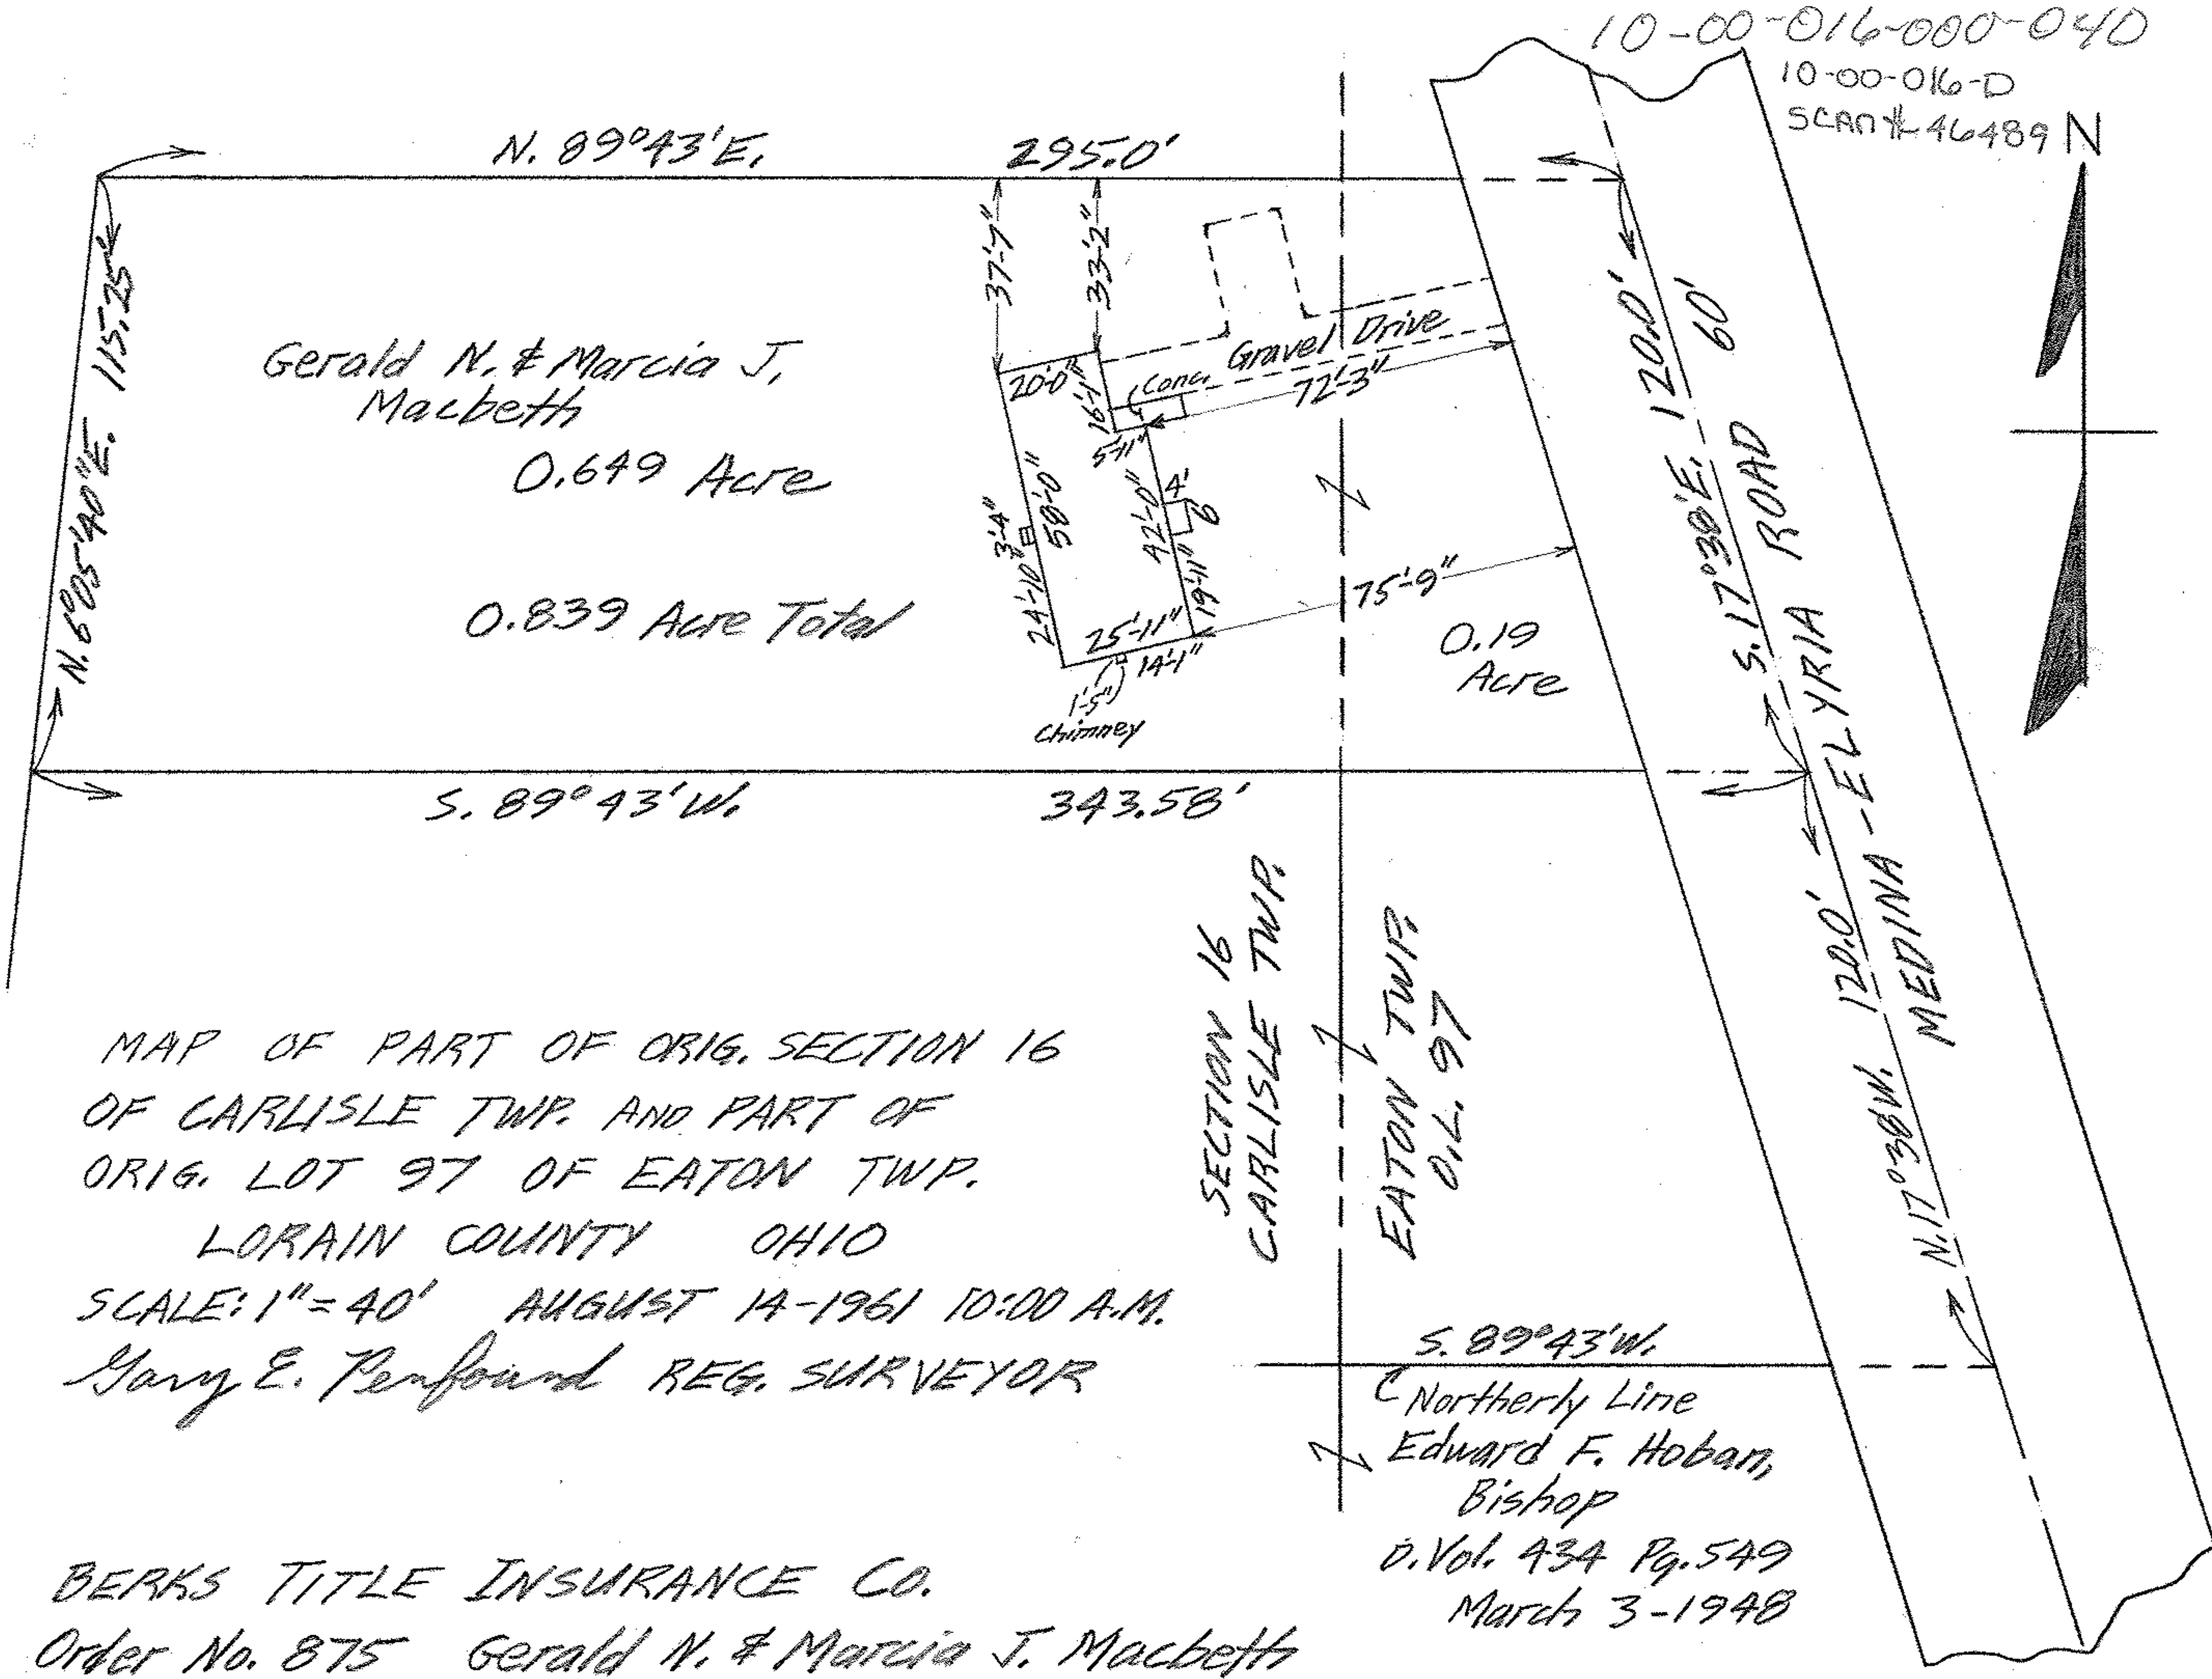 10-00-016-000-040
10-00-016-D
SCAN # 46489
N
N. 89°43'E. 295.0'
N. 6°05'40"E. 115.25'
Gerald N. & Marcia J.
Macbeth
0.649 Acre
0.839 Acre Total
37'-7"
33'-2"
20'-0"
16'-1"
5'-11"
Conc.
Gravel Drive
72'-3"
58'-0"
3'-4"
24'-10"
42'-0"
4'
6'
19'-11"
25'-11"
14'-1"
1'-5"
Chimney
75'-9"
0.19
Acre
S. 17°38'E. 120.0'
60'
MEDINA - ELYRIA ROAD
S. 89°43'W. 343.58'
SECTION 16
CARLISLE TWP.
EATON TWP.
O.L. 97
N. 17°38'W. 120.0'
MAP OF PART OF ORIG. SECTION 16
OF CARLISLE TWP. AND PART OF
ORIG. LOT 97 OF EATON TWP.
LORAIN COUNTY OHIO
SCALE: 1"=40' AUGUST 14-1961 10:00 A.M.
Gary E. Penfound REG. SURVEYOR
S. 89°43'W.
Northerly Line
Edward F. Hoban,
Bishop
D. Vol. 434 Pg. 549
March 3-1948
BERKS TITLE INSURANCE CO.
Order No. 875 Gerald N. & Marcia J. Macbeth